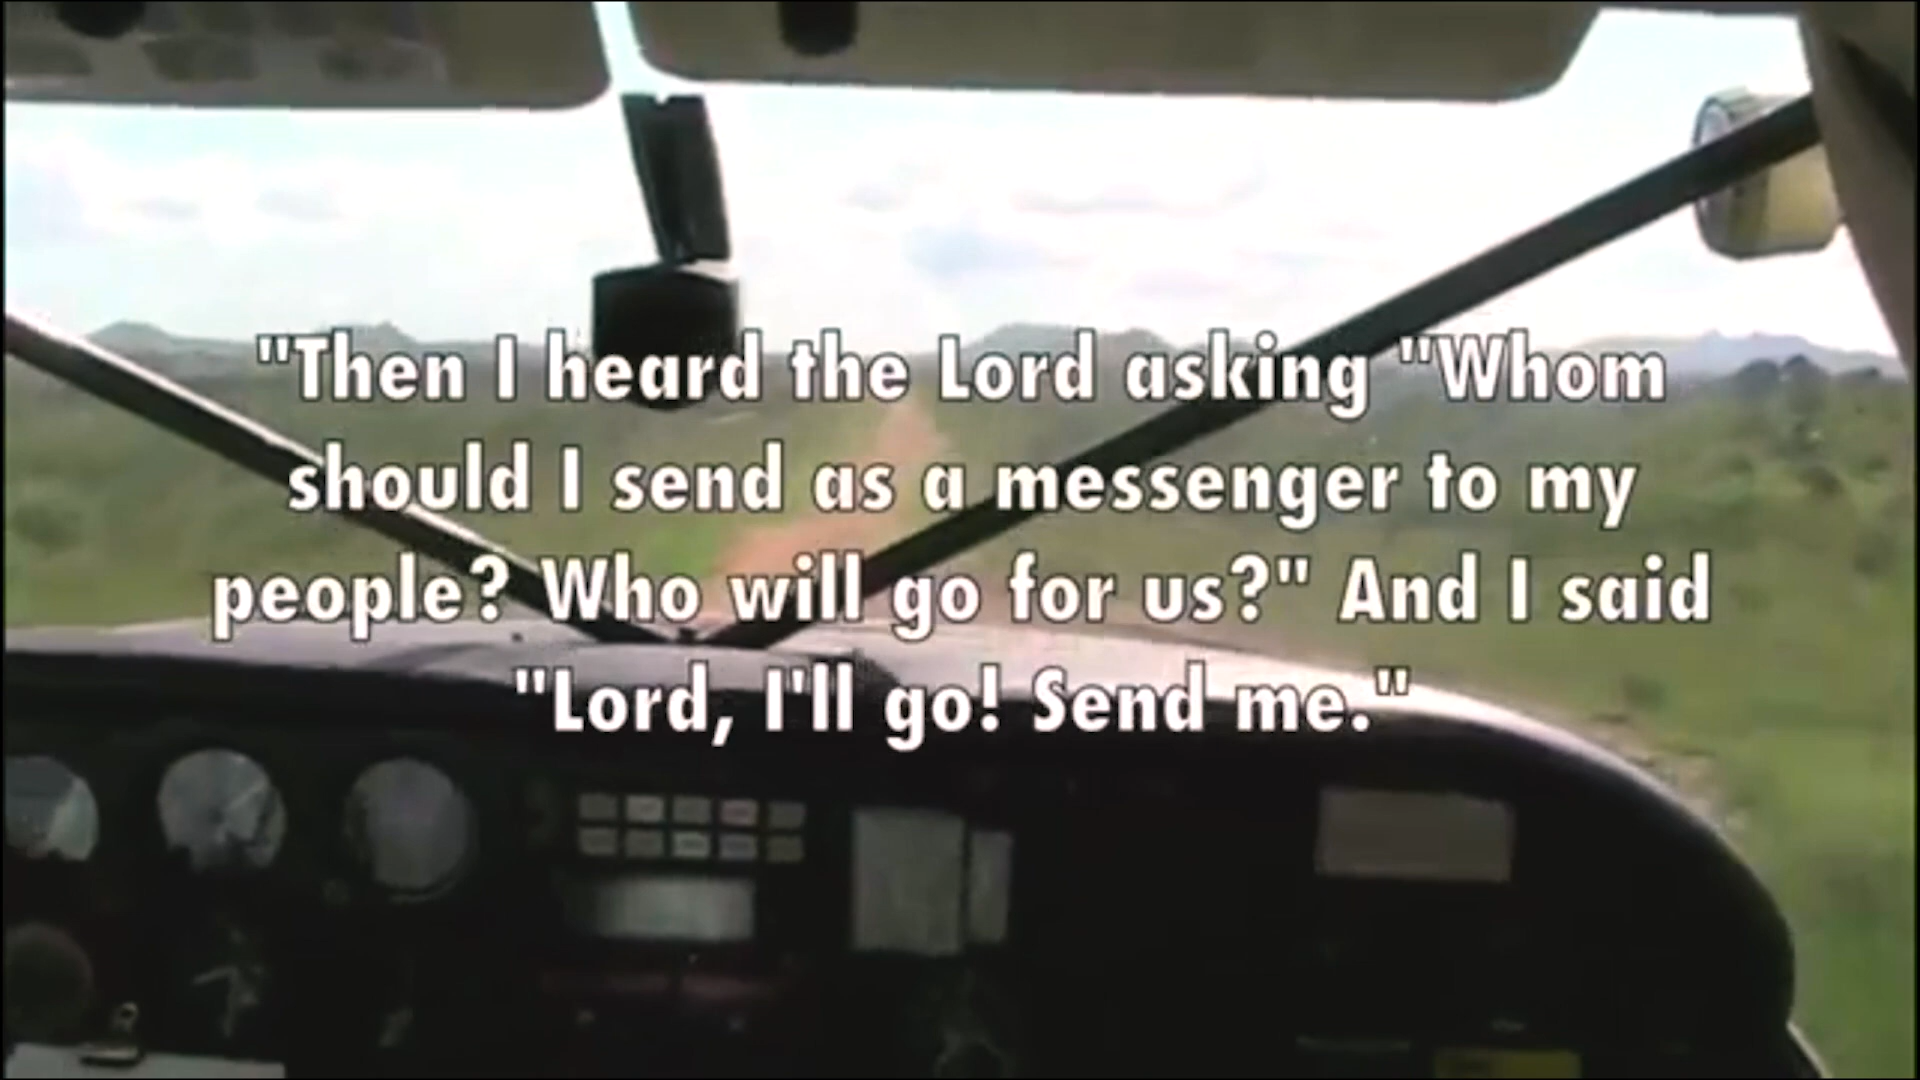 "Then I heard the Lord asking "Whom
should I send as a messenger to my
people? Who will go for us?" And I said
"Lord, I'll go! Send me."